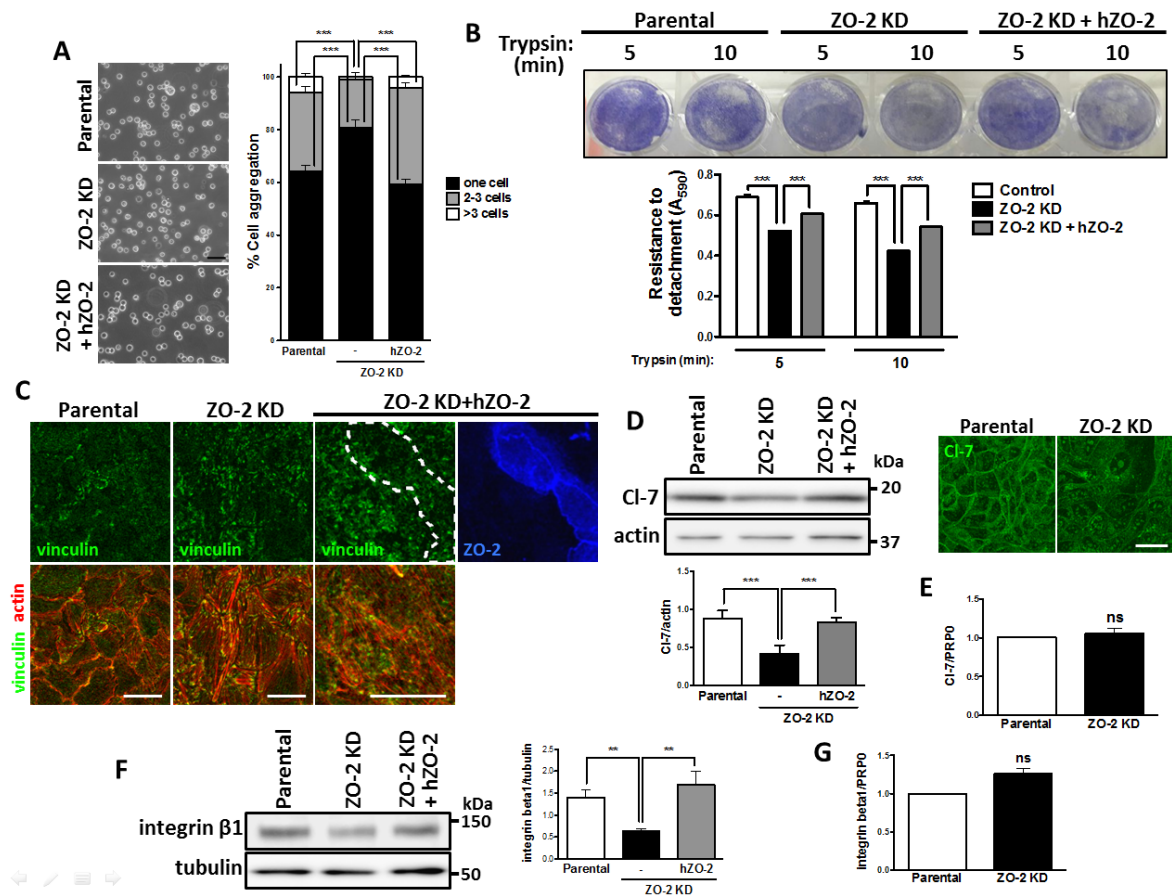 A
Parental
ZO-2 KD
ZO-2 KD
+ hZO-2
% Cell aggregation
100
80
60
40
20
0
***
***
***
***
Parental
-
hZO-2
ZO-2 KD
one cell
2-3 cells
>3 cells
B
Parental
ZO-2 KD
ZO-2 KD + hZO-2
Trypsin:
(min)
5
10
5
10
5
10
Resistance to
detachment (A590)
0.8
0.6
0.4
0.2
0.0
***
***
***
***
Control
ZO-2 KD
ZO-2 KD + hZO-2
Trypsin (min):
5
10
C
Parental
ZO-2 KD
ZO-2 KD+hZO-2
vinculin
vinculin
vinculin
ZO-2
vinculin actin
D
Parental
ZO-2 KD
ZO-2 KD
+ hZO-2
kDa
Cl-7
20
actin
37
Parental
ZO-2 KD
Cl-7
Cl-7/actin
1.5
1.0
0.5
0.0
***
***
Parental
-
hZO-2
ZO-2 KD
E
Cl-7/PRP0
1.5
1.0
0.5
0.0
ns
Parental
ZO-2 KD
F
Parental
ZO-2 KD
ZO-2 KD
+ hZO-2
kDa
integrin β1
150
tubulin
50
integrin beta1/tubulin
2.5
2.0
1.5
1.0
0.5
0.0
**
**
Parental
-
hZO-2
ZO-2 KD
G
Integrin beta1/PRP0
1.5
1.0
0.5
0.0
ns
Parental
ZO-2 KD